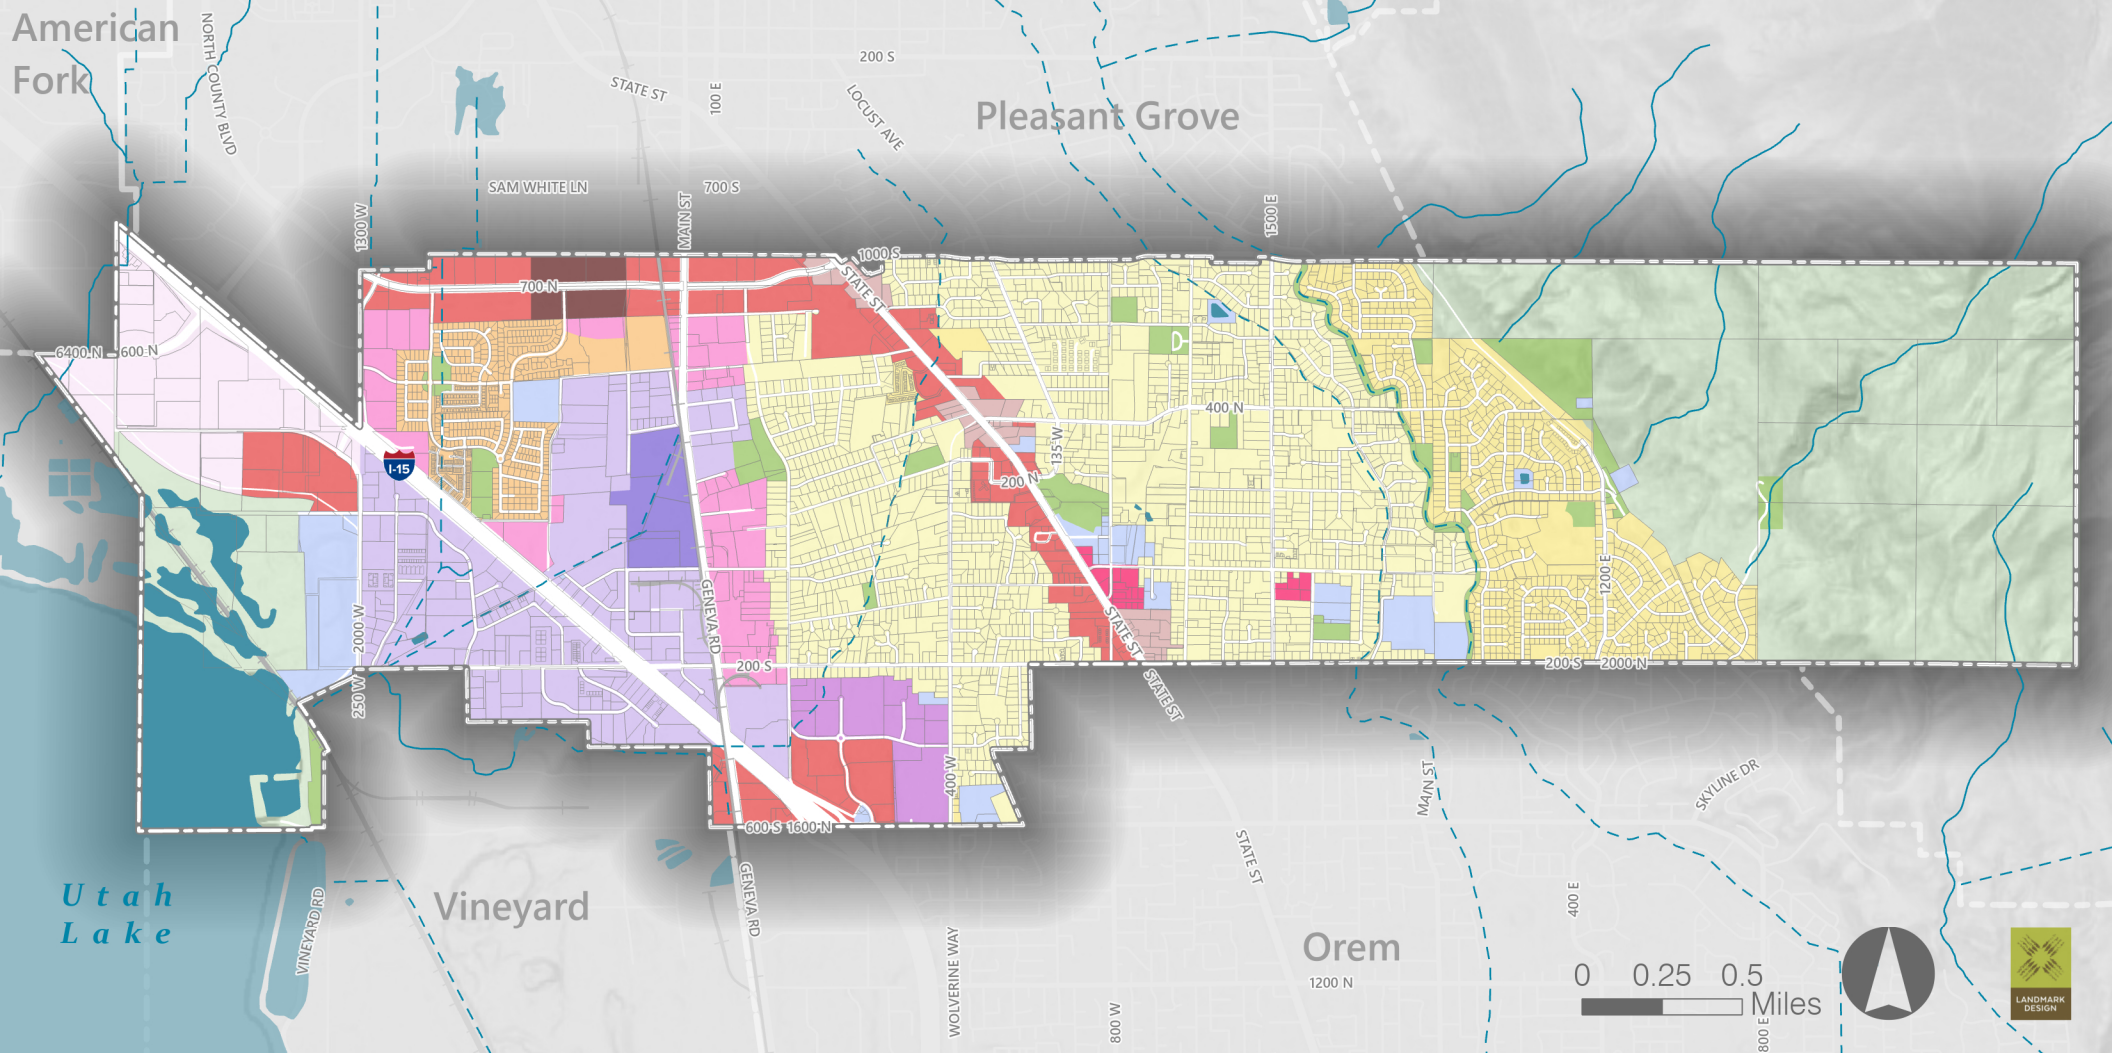 American
Fork
NORTH COUNTY BLVD
STATE ST
100 E
200 S
LOCUST AVE
Pleasant Grove
SAM WHITE LN
700 S
1300 W
MAIN ST
1500 E
1000 S
STATE ST
700 N
6400 N
600 N
400 N
135 W
I-15
200 N
1200 E
2000 W
GENEVA RD
STATE ST
200 S
200 S
2000 N
250 W
STATE ST
400 W
MAIN ST
SKYLINE DR
600 S
1600 N
Utah
Lake
VINEYARD RD
Vineyard
GENEVA RD
STATE ST
400 E
WOLVERINE WAY
Orem
1200 N
800 W
800 E
0 0.25 0.5
Miles
LANDMARK
DESIGN